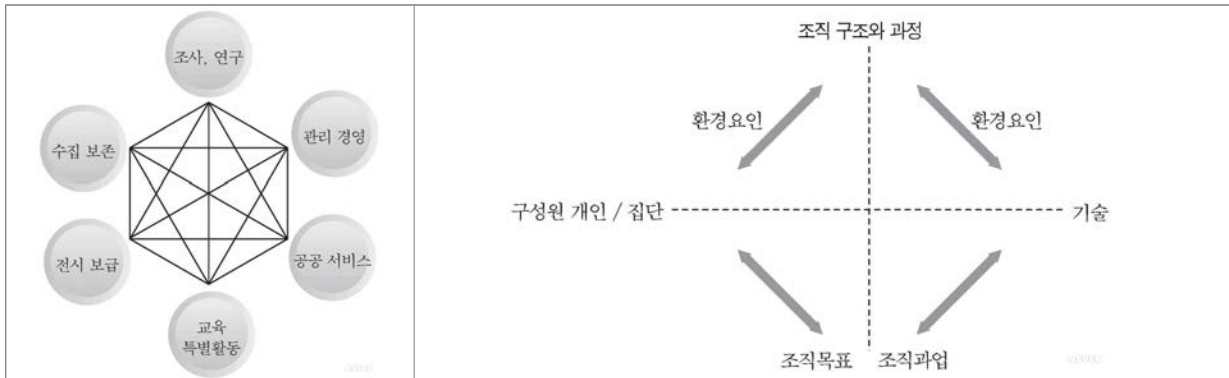 조사, 연구
수집 보존
관리 경영
전시 보급
공공 서비스
교육
특별활동
조직 구조와 과정
환경요인
환경요인
구성원 개인 / 집단
기술
조직목표
조직과업